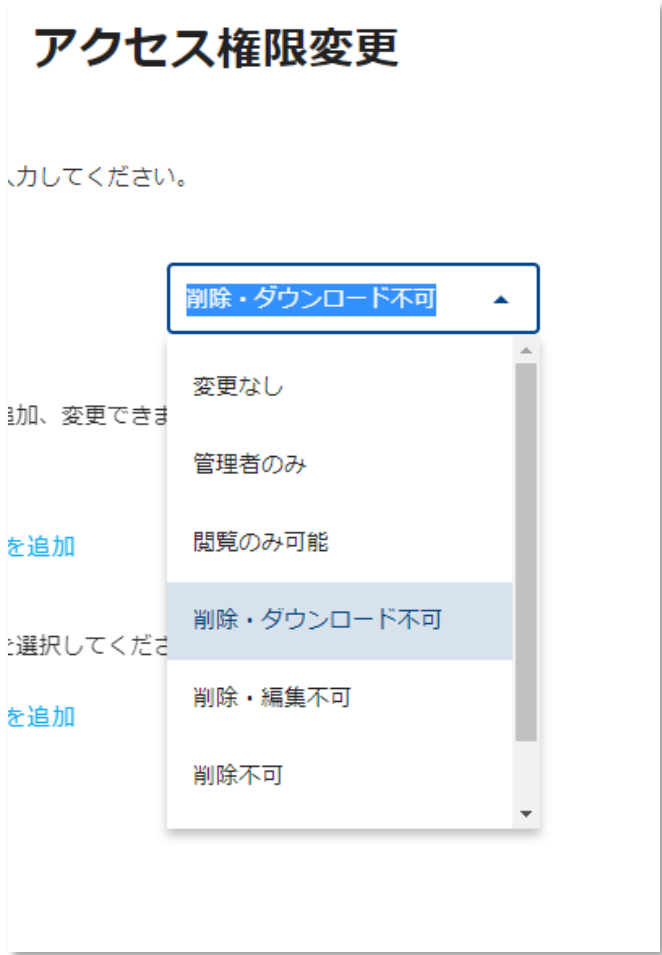 アクセス権限変更
入力してください。
削除・ダウンロード不可
変更なし
追加、変更できま
管理者のみ
閲覧のみ可能
を追加
削除・ダウンロード不可
を選択してくださ
削除・編集不可
を追加
削除不可